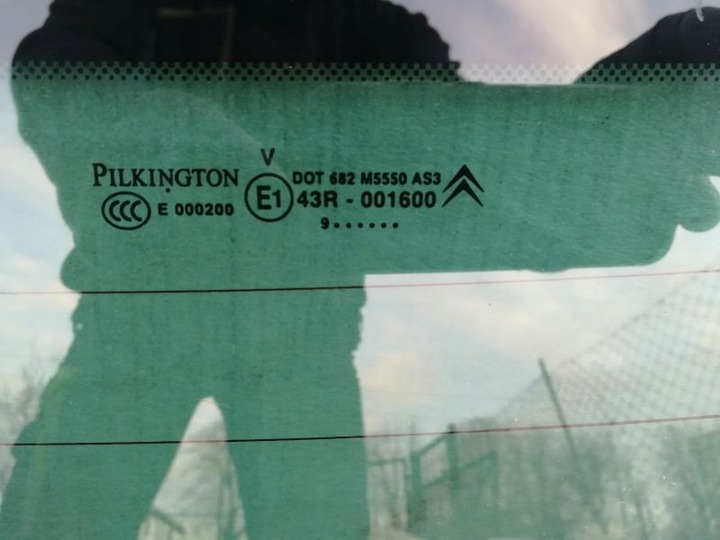 V
PILKINGTON E1 DOT 682 M5550 AS3
CCC E 000200 43R - 001600
9......